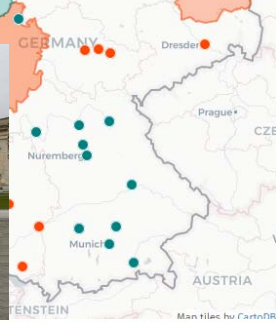 GERMANY
Dresden
Prague
CZE
Nuremberg
Munich
AUSTRIA
TENSTEIN
Map tiles by CartoDB